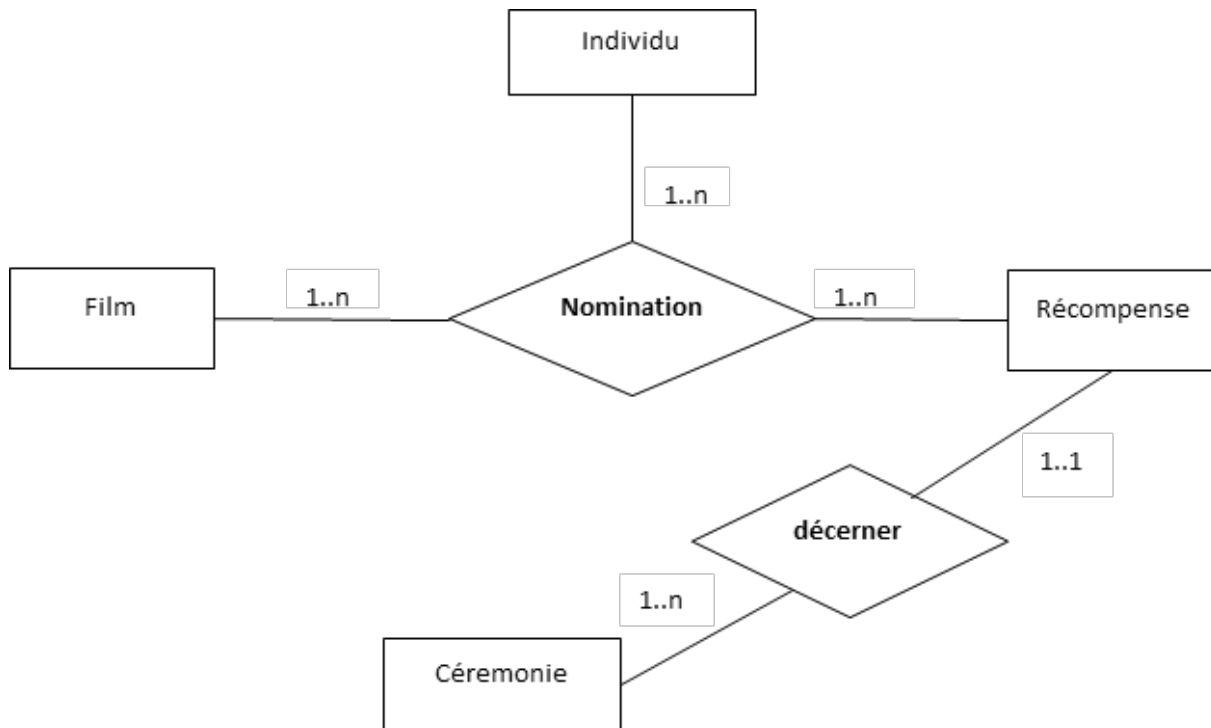 Individu
1..n
Film
1..n
Nomination
1..n
Récompense
1..1
décerner
1..n
Céremonie